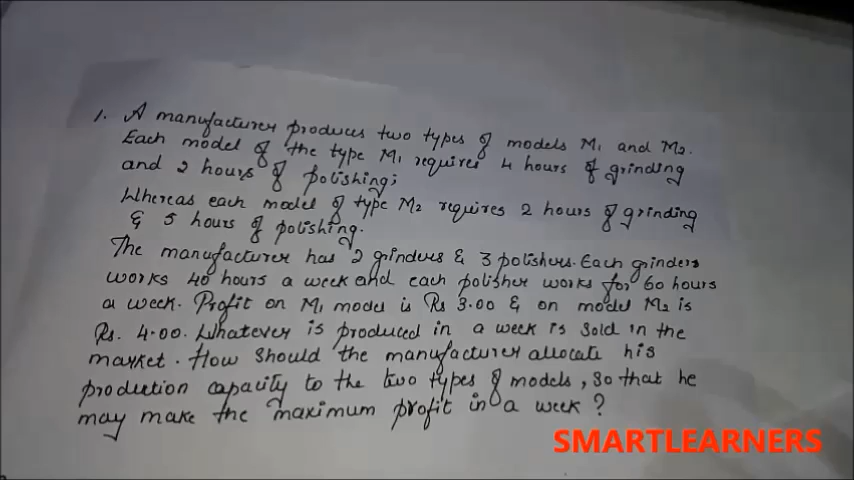 1. A manufacturer produces two types of models M1 and M2.
Each model of the type M1 requires 4 hours of grinding
and 2 hours of polishing;
Whereas each model of type M2 requires 2 hours of grinding
& 5 hours of polishing.
The manufacturer has 2 grinders & 3 polishers. Each grinders
works 40 hours a week and each polisher works for 60 hours
a week. Profit on M1 model is Rs 3.00 & on model M2 is
Rs. 4.00. Whatever is produced in a week is sold in the
market. How should the manufacturer allocate his
production capacity to the two types of models, so that he
may make the maximum profit in a week?
SMARTLEARNERS